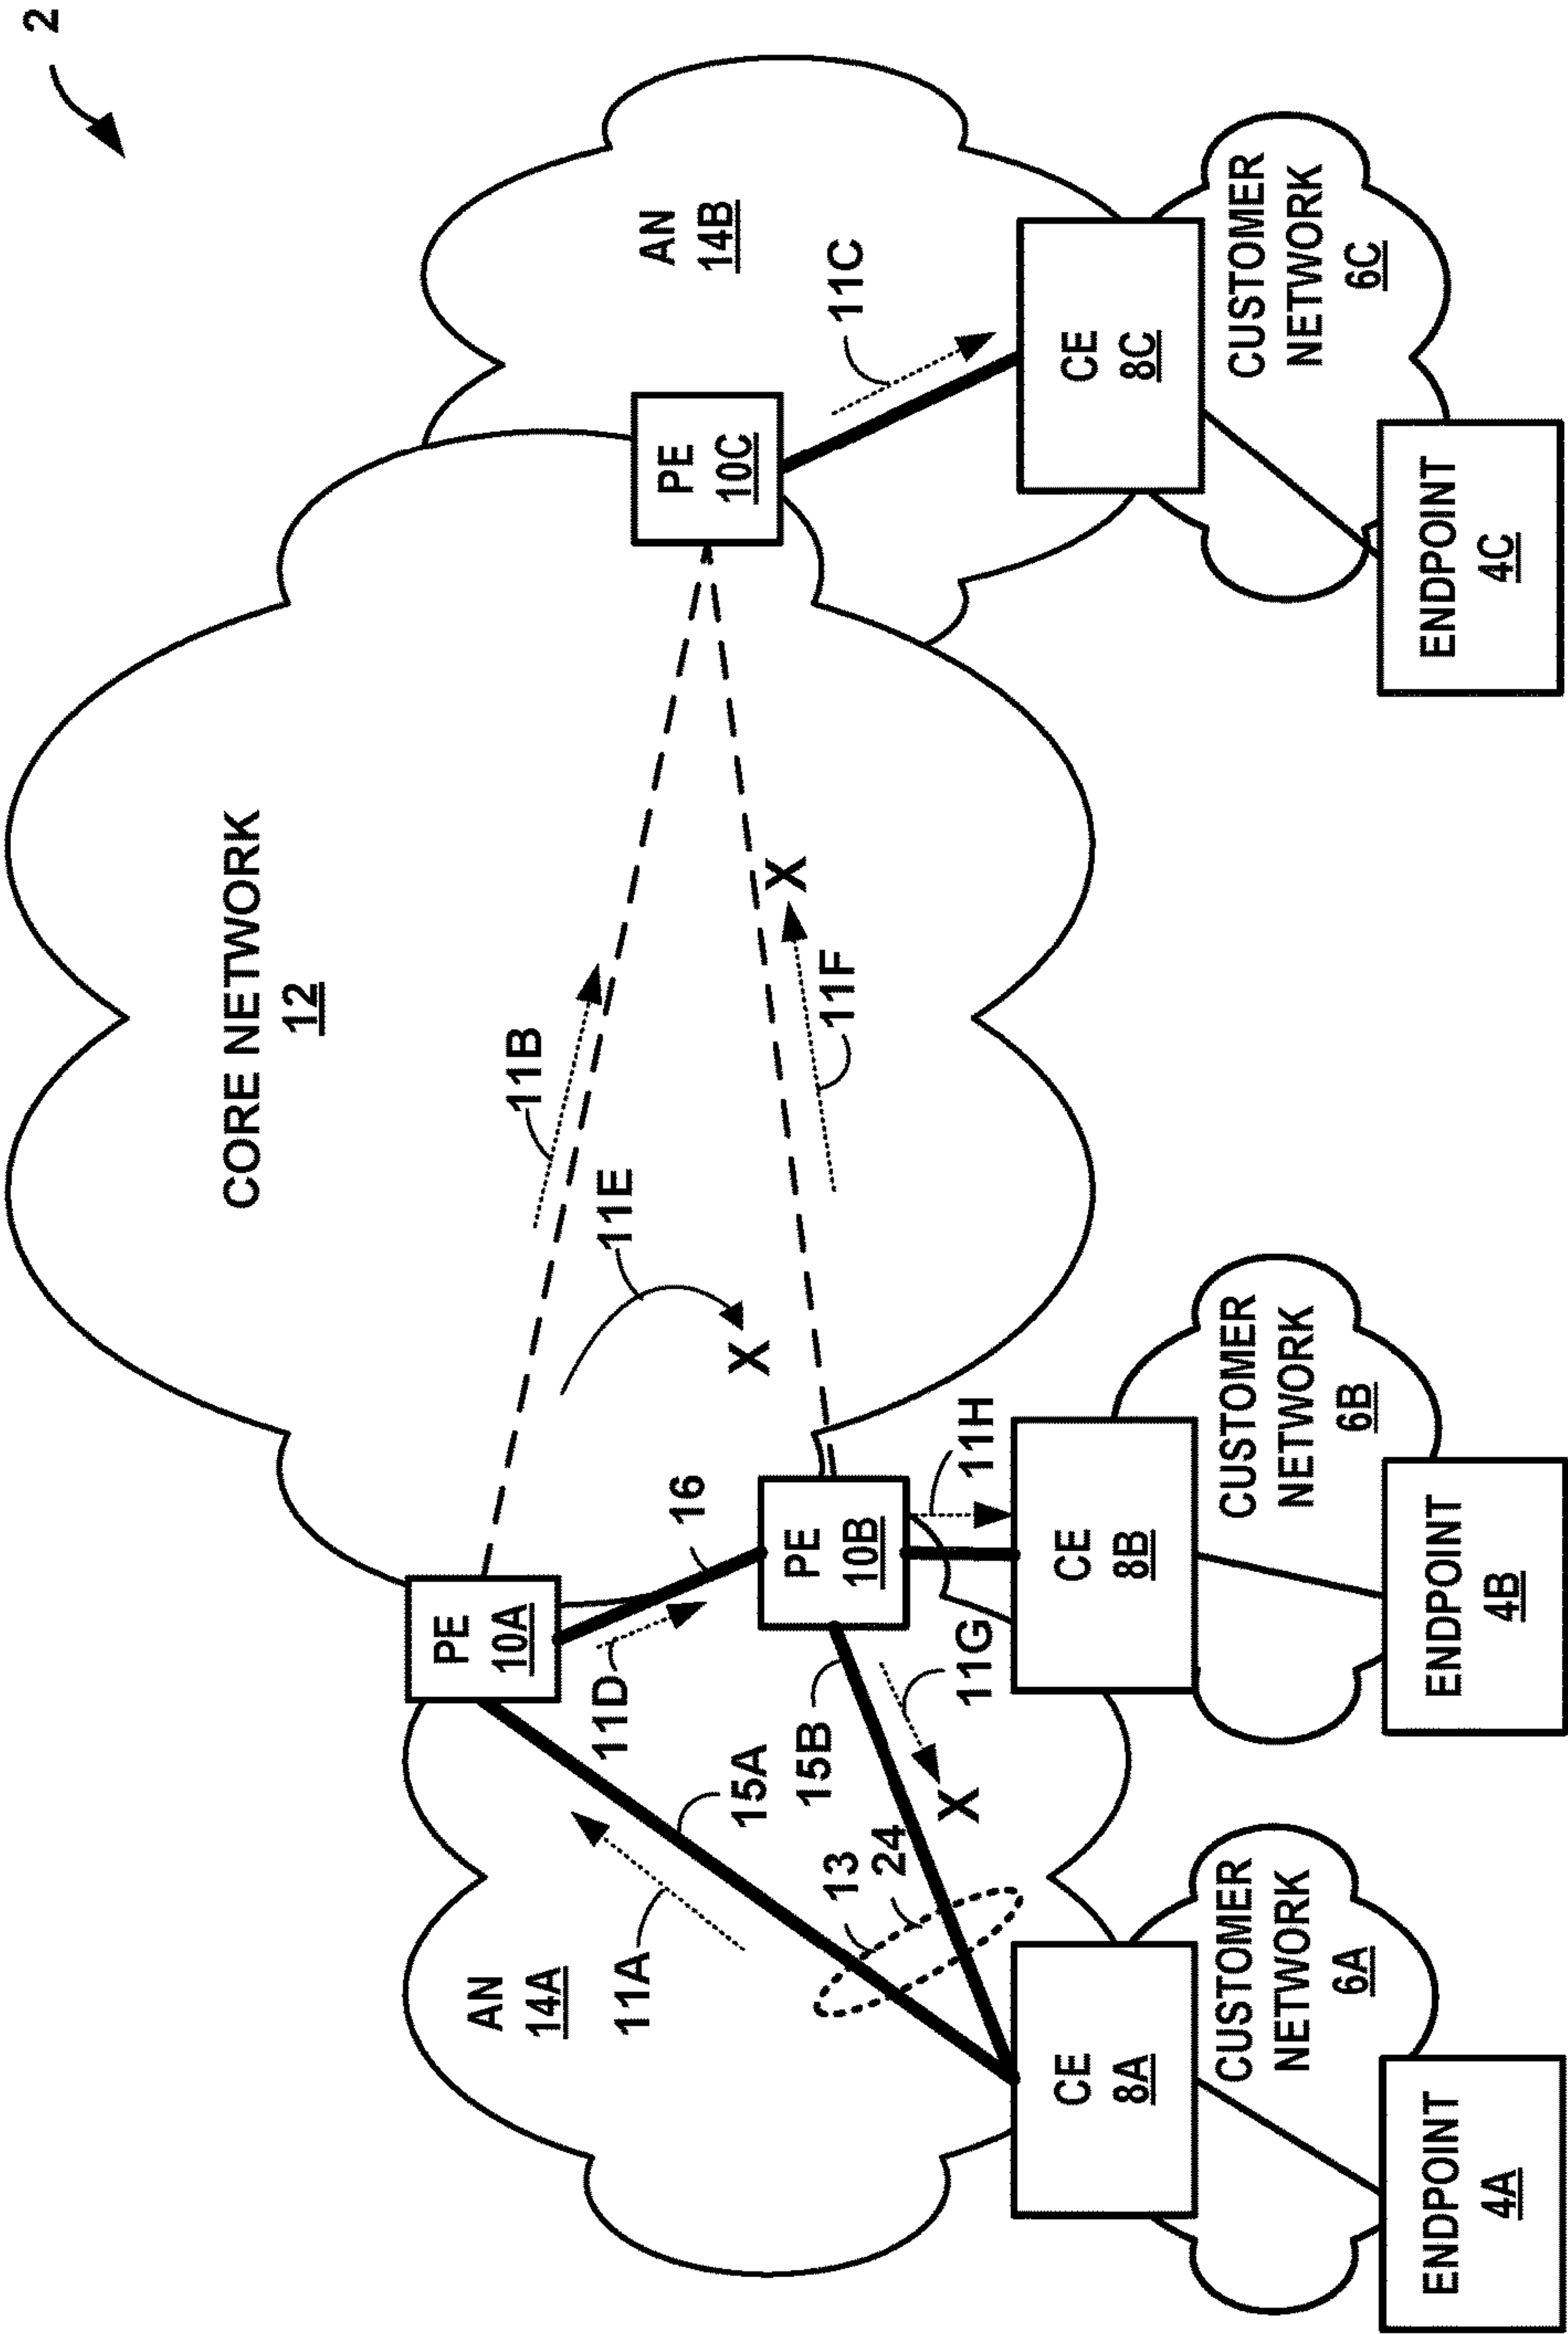 2
CORE NETWORK
12
AN
14B
11C
PE
10C
11B
11E
X
X
11F
16
PE
10A
11D
PE
10B
11H
11G
15A
15B
X
AN
14A
11A
13
24
CE
8A
CUSTOMER
NETWORK
6A
ENDPOINT
4A
CE
8B
CUSTOMER
NETWORK
6B
ENDPOINT
4B
CE
8C
CUSTOMER
NETWORK
6C
ENDPOINT
4C